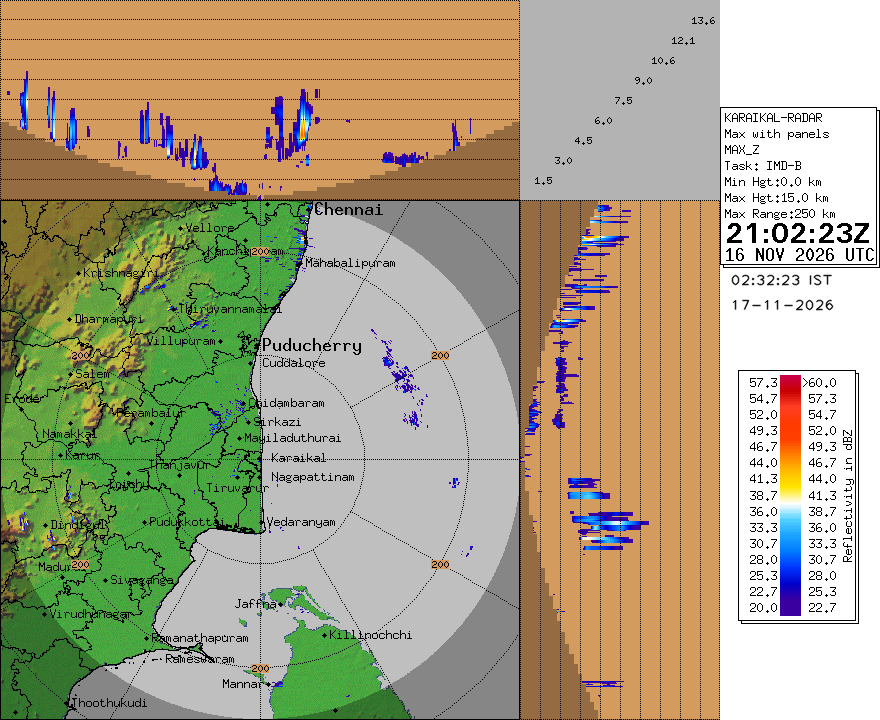 13.6
12.1
10.6
9.0
7.5
6.0
4.5
3.0
1.5
KARAIKAL-RADAR
Max with panels
MAX_Z
Task: IMD-B
Min Hgt:0.0 km
Max Hgt:15.0 km
Max Range:250 km
21:02:23Z
16 NOV 2026 UTC
02:32:23 IST
17-11-2026
Chennai
Vellore
200
Mahabalipuram
Krishnagiri
Thiruvannamalai
Dharmapuri
Villupuram
Puducherry
200
200
Cuddalore
Salem
Erode
Chidambaram
Perambalur
Sirkazi
Namakkal
Mayiladuthurai
Karur
Thanjavur
Karaikal
Nagapattinam
Tiruvarur
Dindigul
Pudukkottai
Vedaranyam
200
200
Madurai
Sivaganga
Jaffna
Virudhunagar
Ramanathapuram
Killinochchi
Rameswaram
200
Mannar
Thoothukudi
57.3 >60.0
54.7 57.3
52.0 54.7
49.3 52.0
46.7 49.3
44.0 46.7
41.3 44.0
38.7 41.3
36.0 38.7
33.3 36.0
30.7 33.3
28.0 30.7
25.3 28.0
22.7 25.3
20.0 22.7
Reflectivity in dBZ